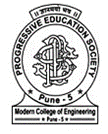 PROGRESSIVE EDUCATION SOCIETY
Pune - 5
Modern College of Engineering
Pune - 5